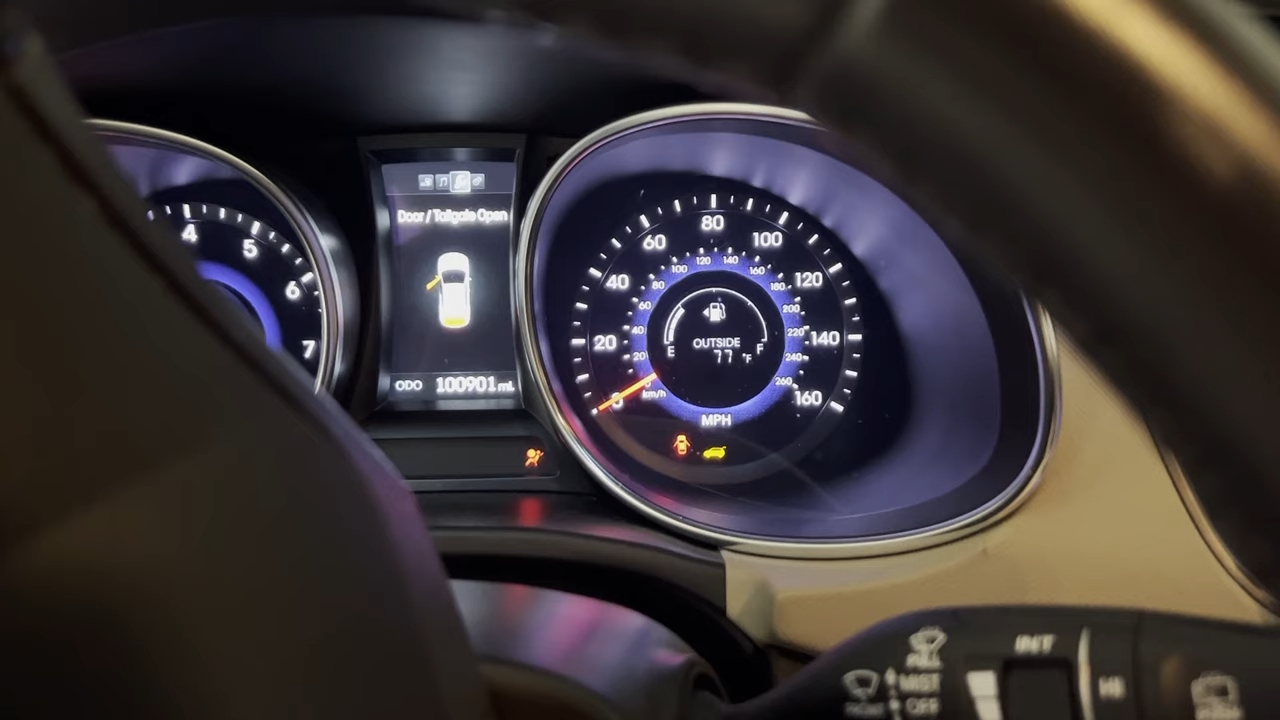 Door / Tailgate Open
ODO 100901 mi.
4
5
6
7
0
20
40
60
80
100
120
140
160
20
40
60
80
100
120
140
160
180
200
220
240
260
km/h
E
F
OUTSIDE
77 °F
MPH
PULL
MIST
OFF
INT
HI